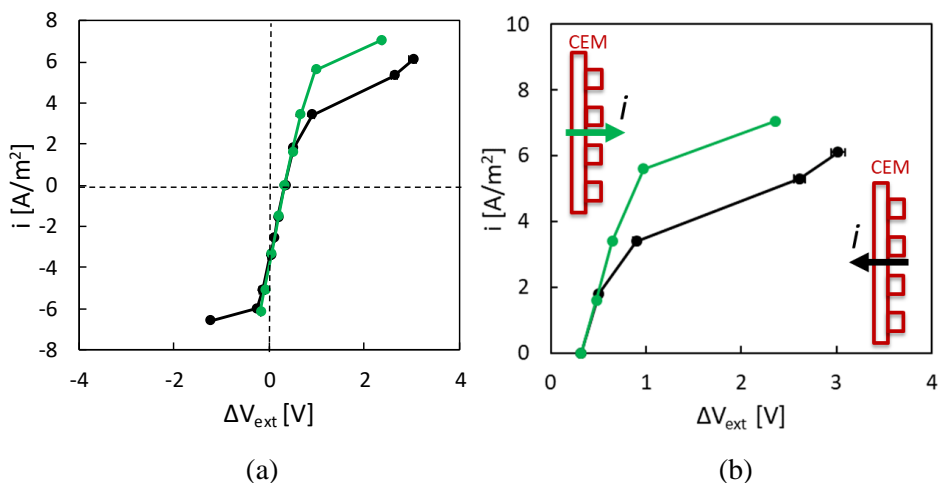 8
6
4
2
0
-2
-4
-6
-8
i [A/m²]
-4 -2 0 2 4
ΔVext [V]
(a)
10
8
6
4
2
0
i [A/m²]
CEM
i
CEM
i
0 1 2 3 4
ΔVext [V]
(b)